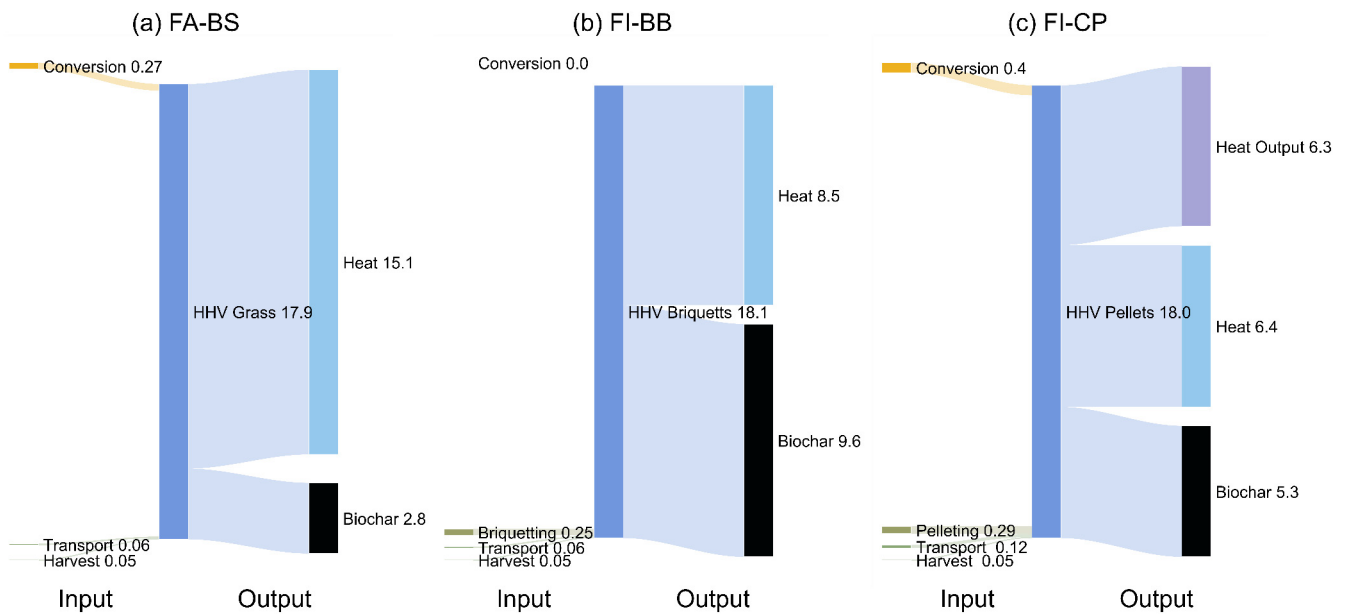 (a) FA-BS
Conversion 0.27
HHV Grass 17.9
Heat 15.1
Biochar 2.8
Transport 0.06
Harvest 0.05
Input
Output
(b) FI-BB
Conversion 0.0
HHV Briquetts 18.1
Heat 8.5
Biochar 9.6
Briquetting 0.25
Transport 0.06
Harvest 0.05
Input
Output
(c) FI-CP
Conversion 0.4
Heat Output 6.3
HHV Pellets 18.0
Heat 6.4
Biochar 5.3
Pelleting 0.29
Transport 0.12
Harvest 0.05
Input
Output